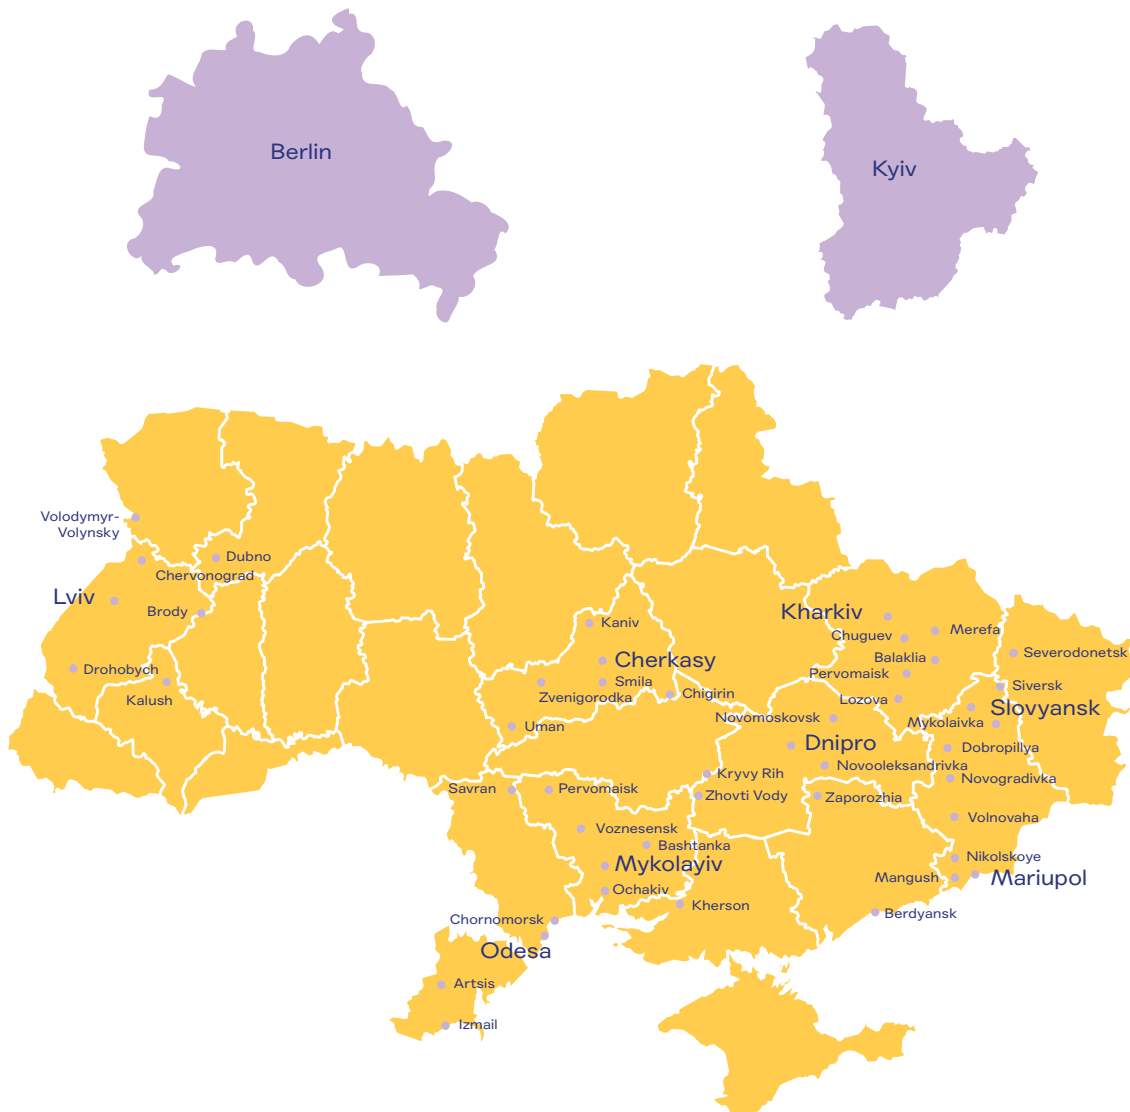 Berlin
Kyiv
Volodymyr-
Volynsky
Dubno
Chervonograd
Lviv
Brody
Kharkiv
Kaniv
Merefa
Chuguev
Severodonetsk
Cherkasy
Balaklia
Drohobych
Pervomaisk
Smila
Siversk
Kalush
Zvenigorodka
Chigirin
Lozova
Slovyansk
Novomoskovsk
Mykolaivka
Uman
Dnipro
Dobropillya
Novooleksandrivka
Kryvy Rih
Novogradivka
Savran
Pervomaisk
Zhovti Vody
Zaporozhia
Volnovaha
Voznesensk
Bashtanka
Nikolskoye
Mykolayiv
Mangush
Mariupol
Ochakiv
Kherson
Berdyansk
Chornomorsk
Odesa
Artsis
Izmail